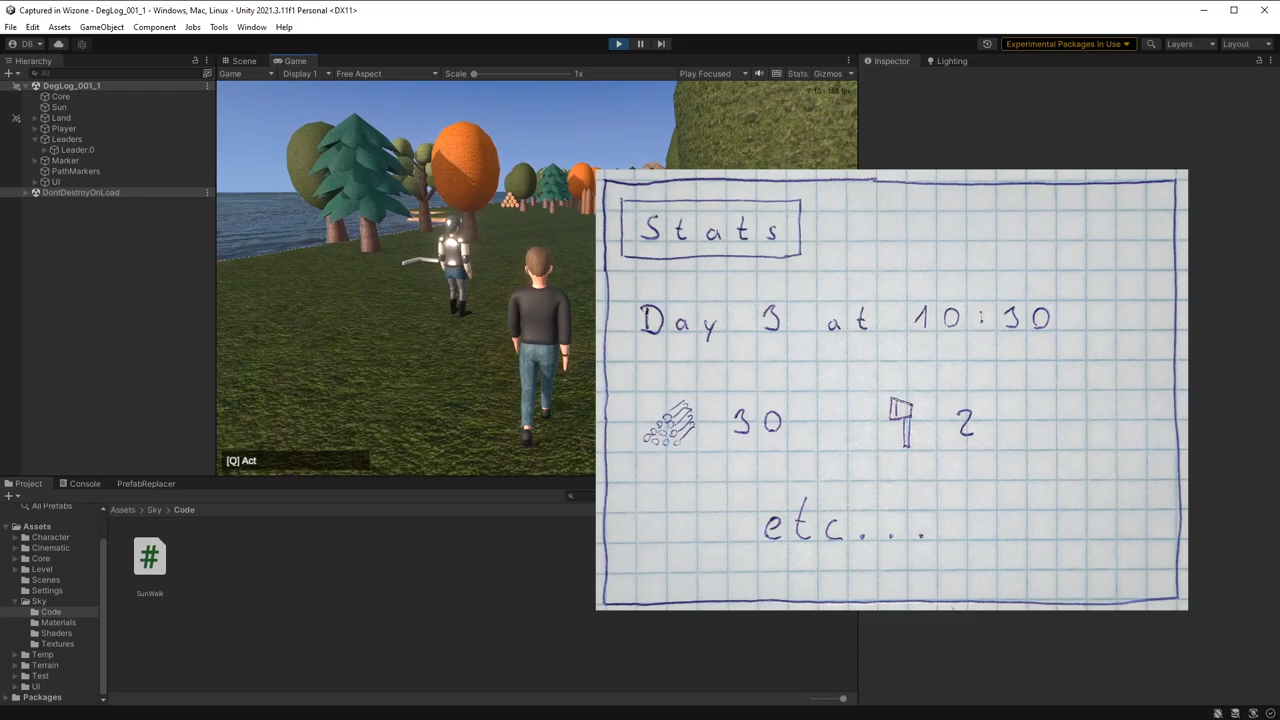 Captured in Wizone - DegLog_001_1 - Windows, Mac, Linux - Unity 2021.3.11f1 Personal <DX11>
File Edit Assets GameObject Component Jobs Tools Window Help
DB Experimental Packages In Use Layers Layout
Hierarchy Scene Game Inspector Lighting
All Game Display 1 Free Aspect Scale 1x Play Focused Stats Gizmos
DegLog_001_1
Core
Sun
Land
Player
Leaders
Leader.0
Marker
PathMarkers
UI
DontDestroyOnLoad
[Q] Act
Stats
Day 3 at 10:30
30 2
etc...
Project Console PrefabReplacer
All Prefabs
Assets
Character
Cinematic
Core
Level
Scenes
Settings
Sky
Code
Materials
Shaders
Textures
Temp
Terrain
Test
UI
Packages
Assets > Sky > Code
#
SunWalk